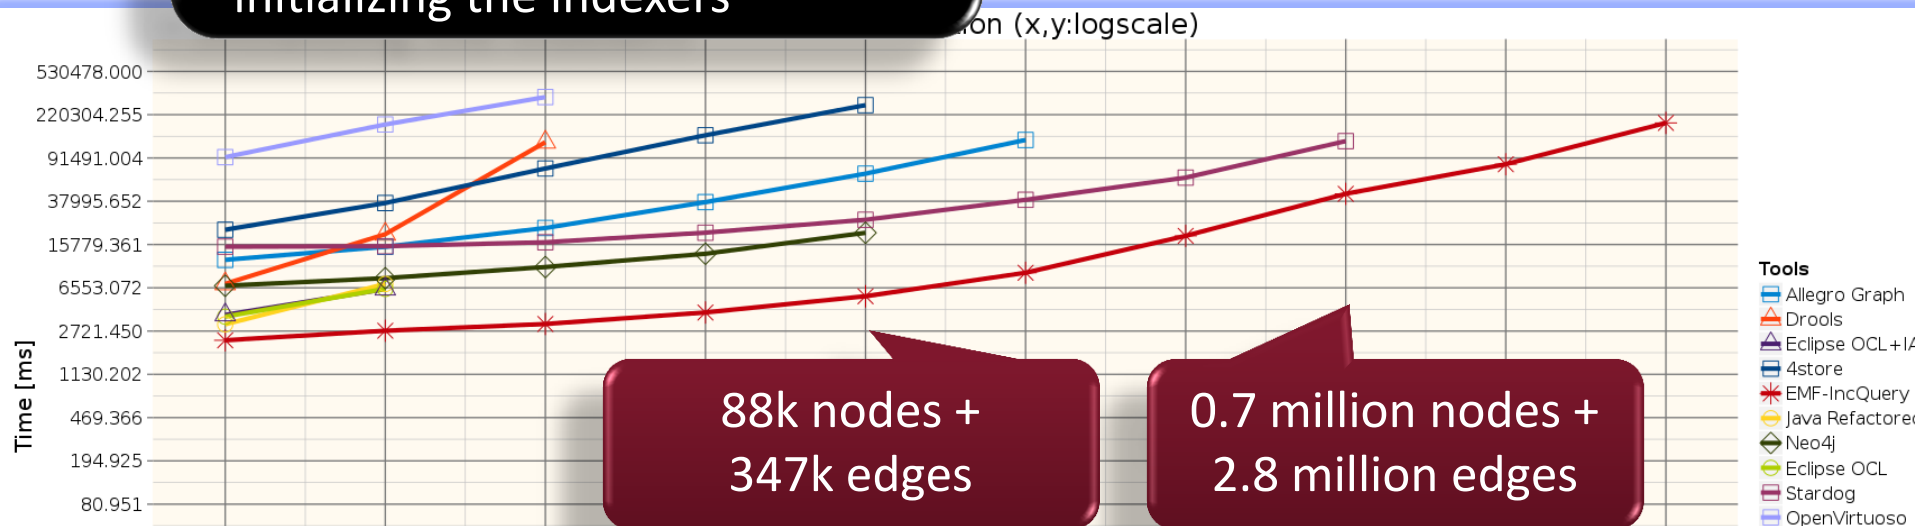 initializing the indexers
(x,y:logscale)
530478.000
220304.255
91491.004
37995.652
15779.361
6553.072
2721.450
1130.202
469.366
194.925
80.951
Time [ms]
88k nodes +
347k edges
0.7 million nodes +
2.8 million edges
Tools
Allegro Graph
Drools
Eclipse OCL+IA
4store
EMF-IncQuery
Java Refactored
Neo4j
Eclipse OCL
Stardog
OpenVirtuoso